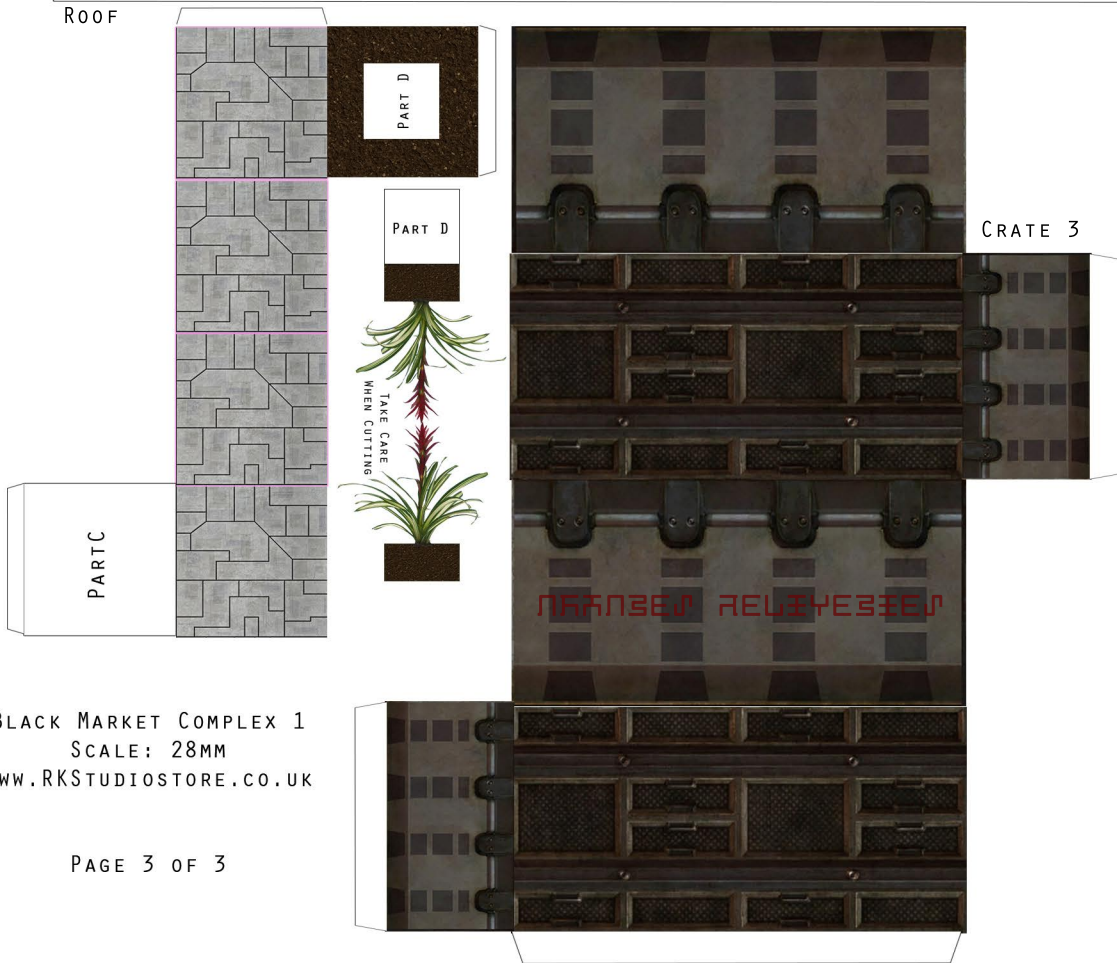 Roof
Part D
Part D
Crate 3
Take Care
When Cutting
PartC
Black Market Complex 1
Scale: 28mm
ww.RKStudiostore.co.uk
Page 3 of 3